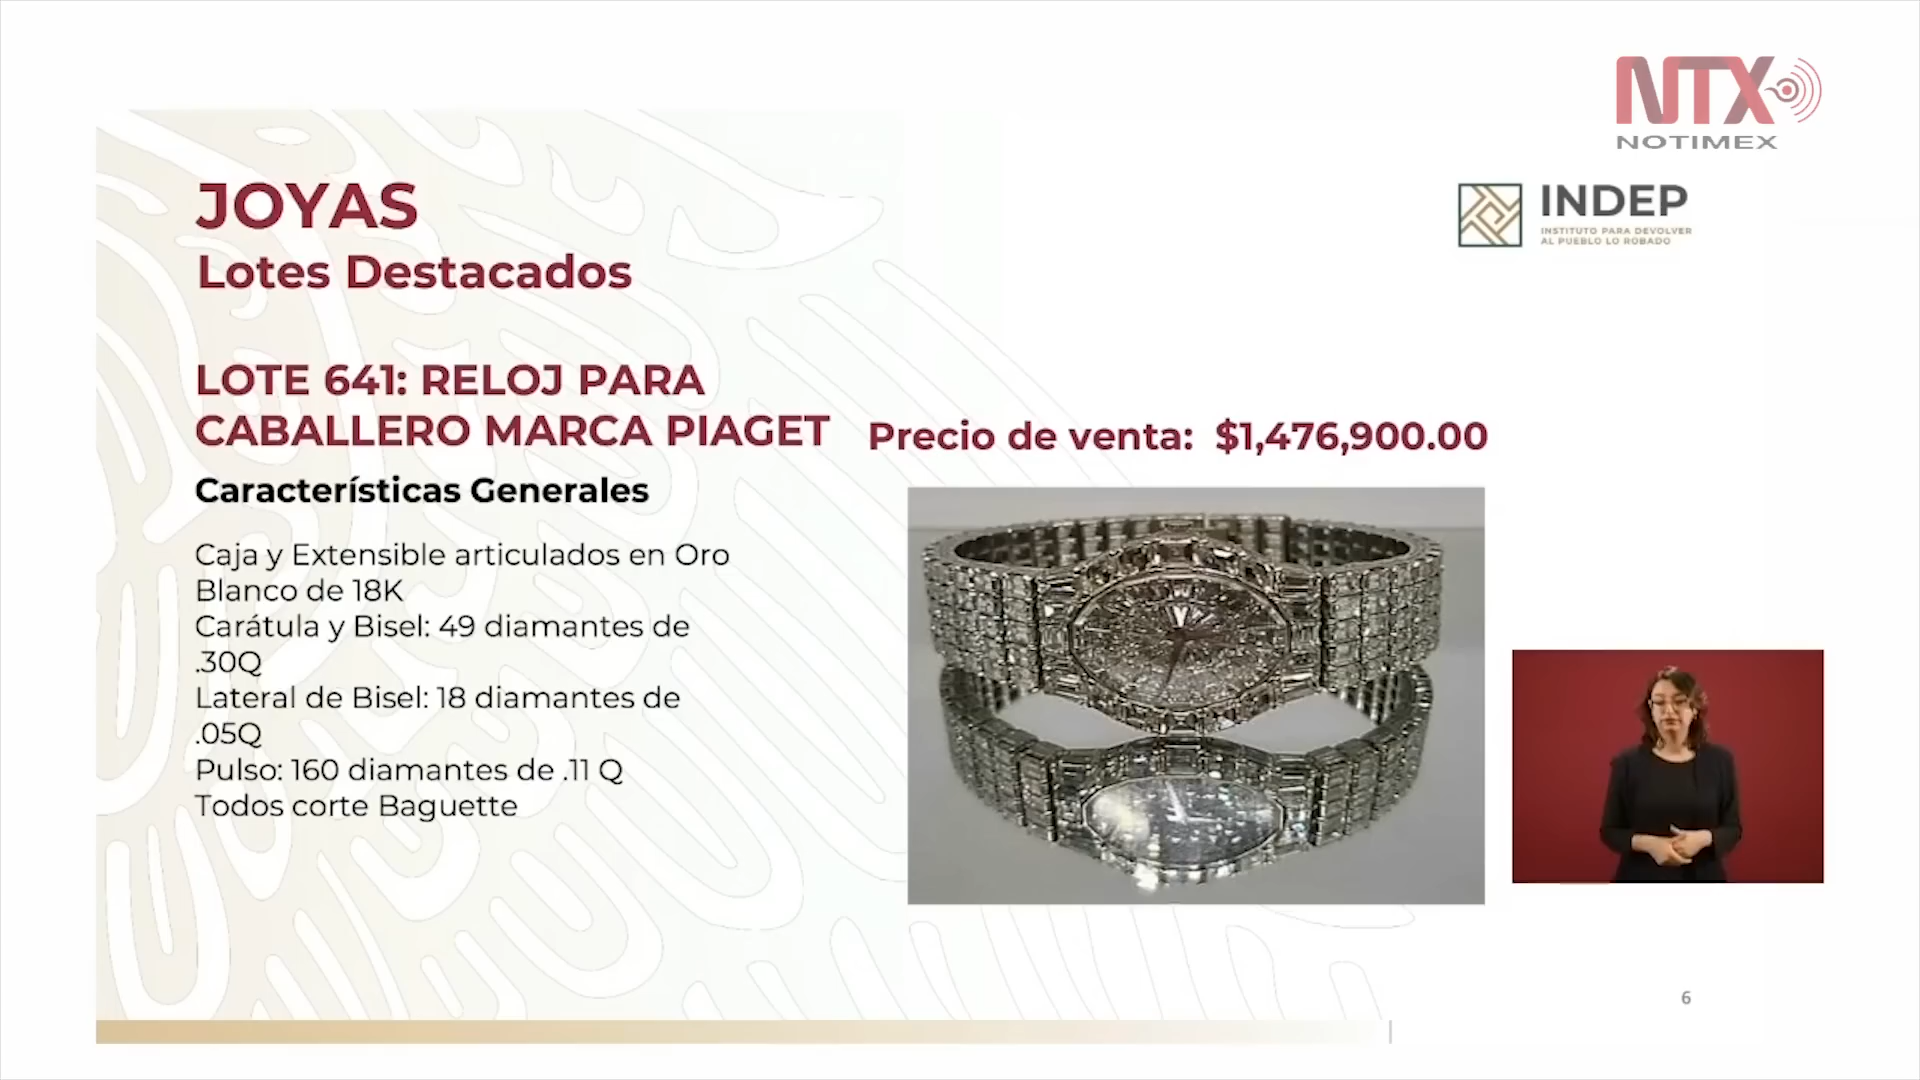 NTX
NOTIMEX
INDEP
INSTITUTO PARA DEVOLVER
AL PUEBLO LO ROBADO
JOYAS
Lotes Destacados
LOTE 641: RELOJ PARA
CABALLERO MARCA PIAGET
Precio de venta: $1,476,900.00
Características Generales
Caja y Extensible articulados en Oro
Blanco de 18K
Carátula y Bisel: 49 diamantes de
.30Q
Lateral de Bisel: 18 diamantes de
.05Q
Pulso: 160 diamantes de .11 Q
Todos corte Baguette
6